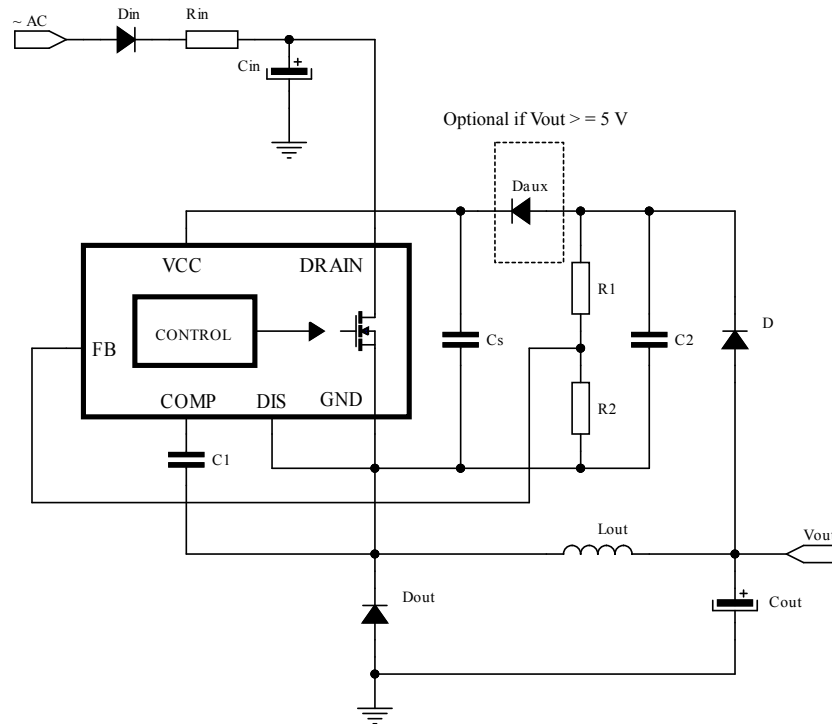 ~ AC
Din
Rin
Cin
+
Optional if Vout > = 5 V
Daux
VCC
DRAIN
R1
CONTROL
Cs
C2
D
FB
COMP
DIS
GND
R2
C1
Lout
Vout
Dout
+
Cout